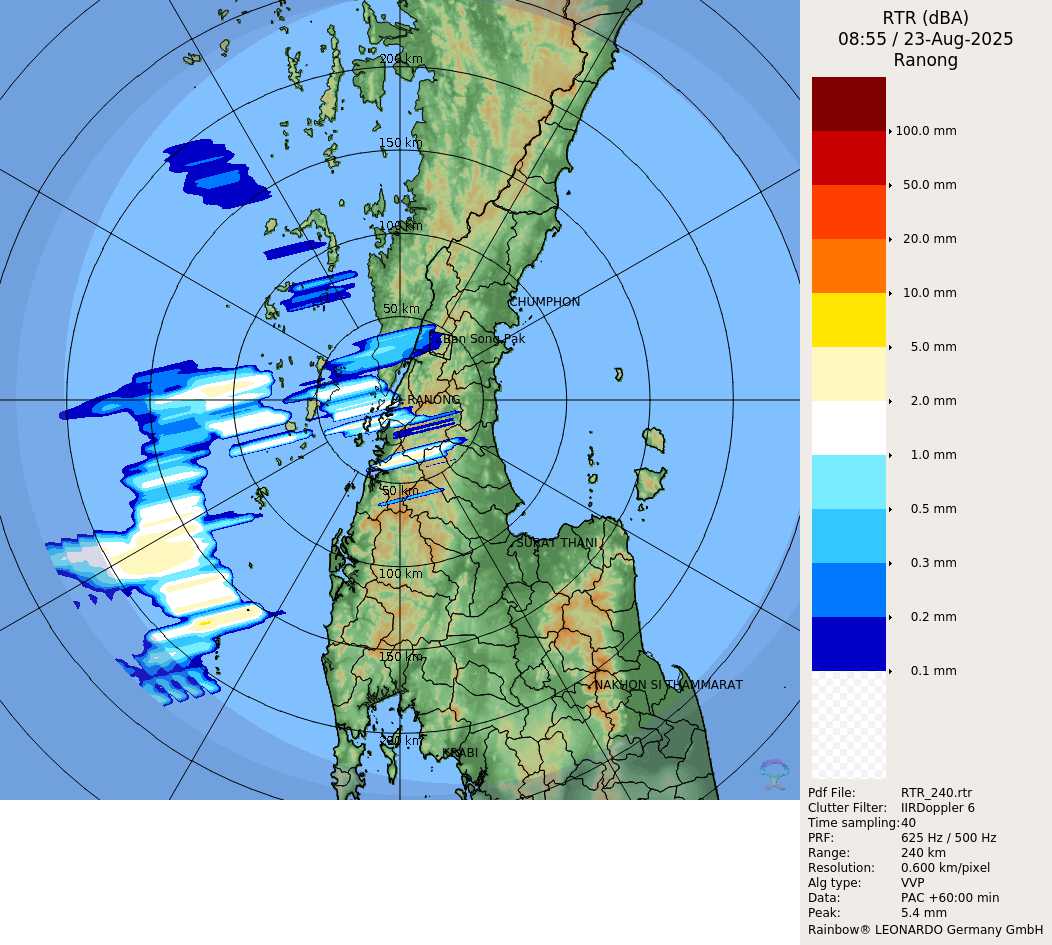 RTR (dBA)
08:55 / 23-Aug-2025
Ranong
200 km
150 km
100 km
50 km
CHUMPHON
Ban Song Pak
RANONG
50 km
SURAT THANI
100 km
150 km
NAKHON SI THAMMARAT
200 km
KRABI
100.0 mm
50.0 mm
20.0 mm
10.0 mm
5.0 mm
2.0 mm
1.0 mm
0.5 mm
0.3 mm
0.2 mm
0.1 mm
Pdf File: RTR_240.rtr
Clutter Filter: IIRDoppler 6
Time sampling:40
PRF: 625 Hz / 500 Hz
Range: 240 km
Resolution: 0.600 km/pixel
Alg type: VVP
Data: PAC +60:00 min
Peak: 5.4 mm
Rainbow® LEONARDO Germany GmbH